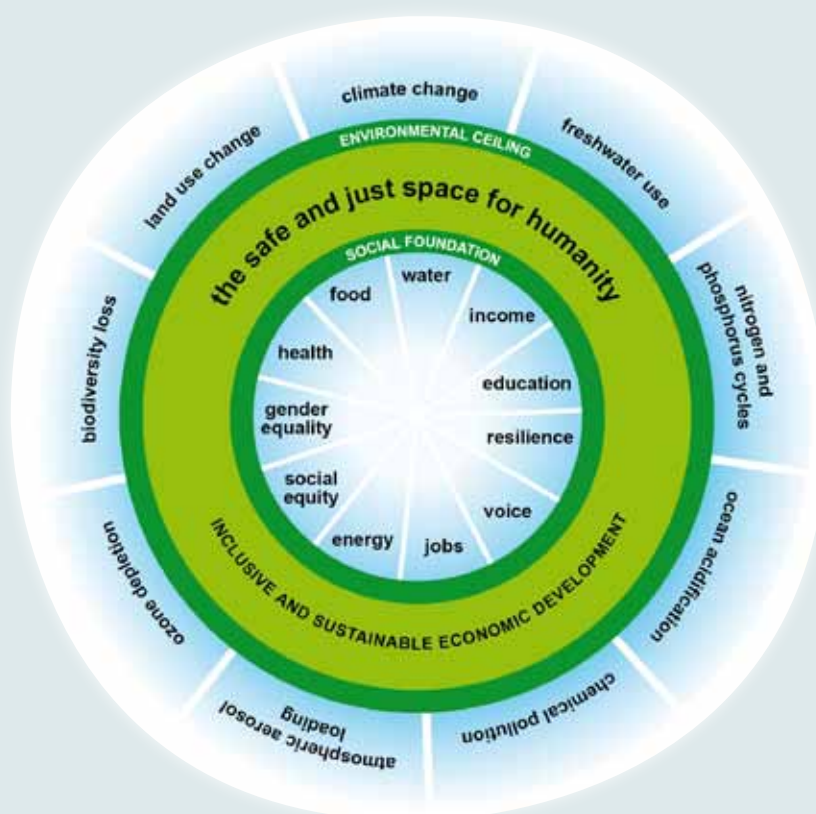 climate change
freshwater use
nitrogen and
phosphorus cycles
ocean acidification
chemical pollution
atmospheric aerosol
loading
ozone depletion
biodiversity loss
land use change
ENVIRONMENTAL CEILING
the safe and just space for humanity
SOCIAL FOUNDATION
water
income
education
resilience
voice
jobs
energy
social
equity
gender
equality
health
food
INCLUSIVE AND SUSTAINABLE ECONOMIC DEVELOPMENT